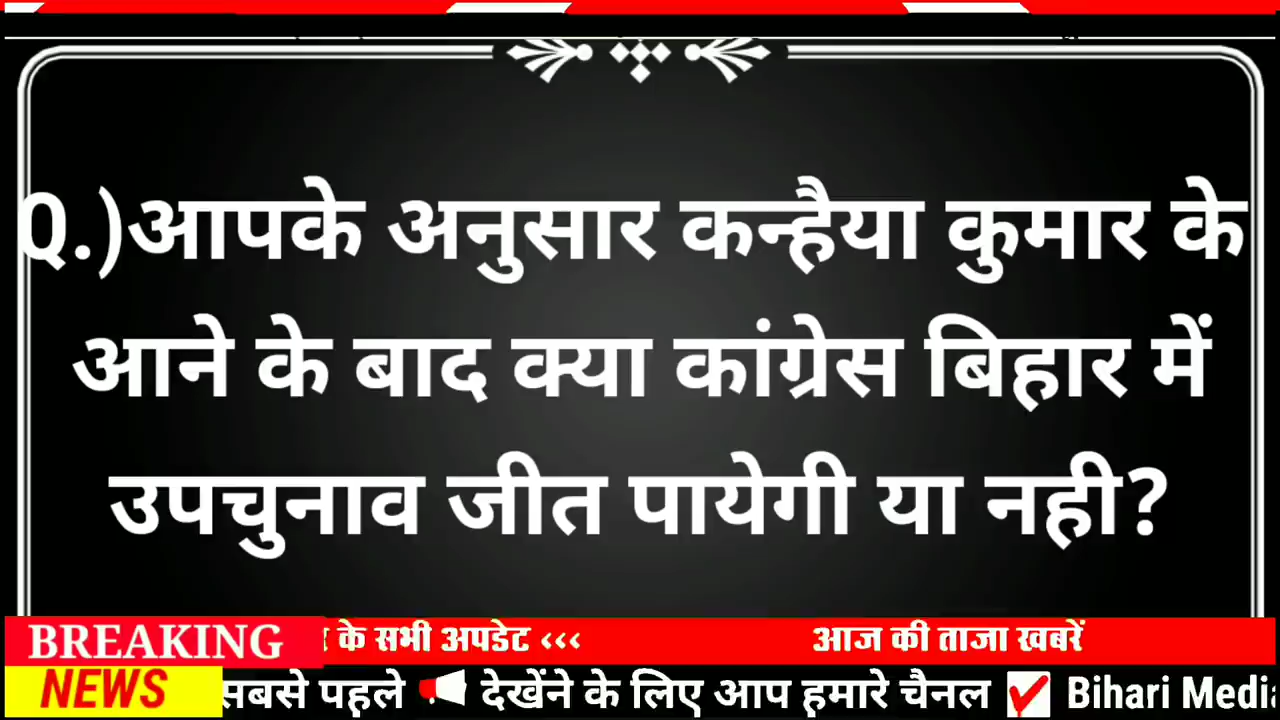 Q.)आपके अनुसार कन्हैया कुमार के
आने के बाद क्या कांग्रेस बिहार में
उपचुनाव जीत पायेगी या नही?
BREAKING
के सभी अपडेट ‹‹‹ आज की ताजा खबरें
NEWS
सबसे पहले देखेंने के लिए आप हमारे चैनल Bihari Media